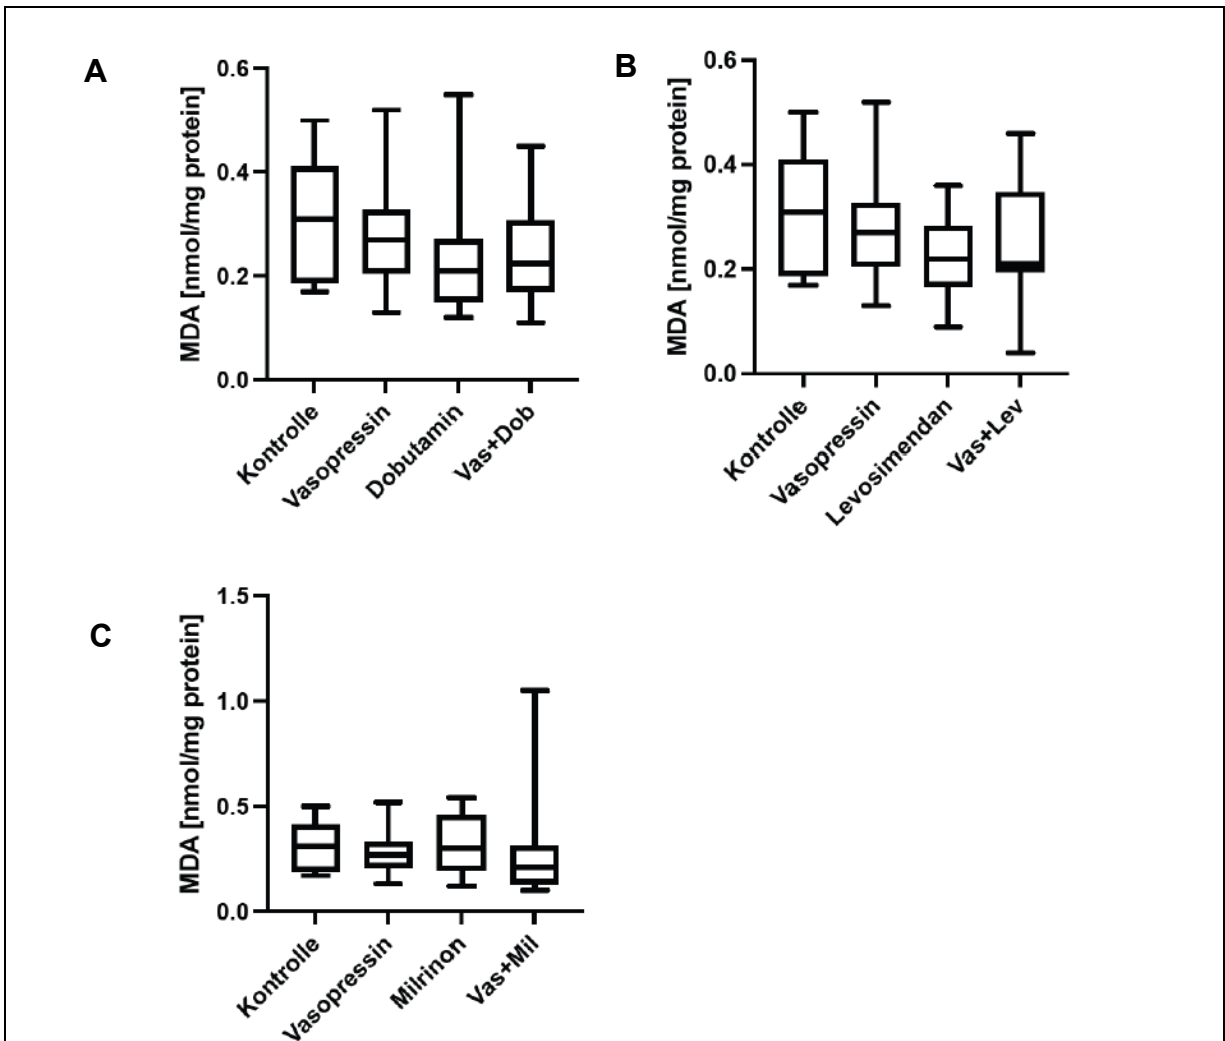 A
MDA [nmol/mg protein]
0.6
0.4
0.2
0.0
Kontrolle
Vasopressin
Dobutamin
Vas+Dob
B
MDA [nmol/mg protein]
0.6
0.4
0.2
0.0
Kontrolle
Vasopressin
Levosimendan
Vas+Lev
C
MDA [nmol/mg protein]
1.5
1.0
0.5
0.0
Kontrolle
Vasopressin
Milrinon
Vas+Mil